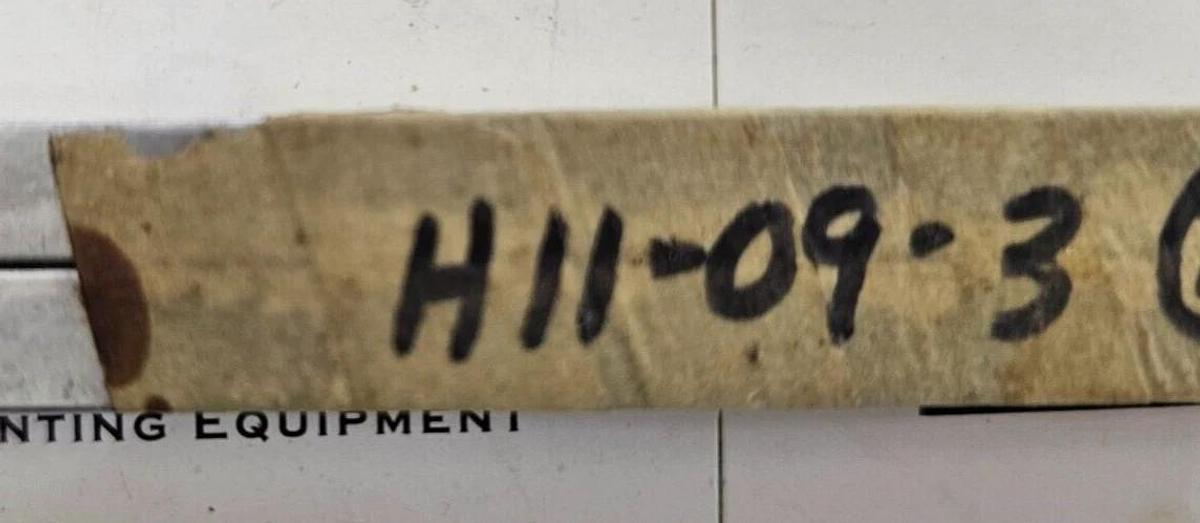 H11-09-3 (
NTING EQUIPMENT